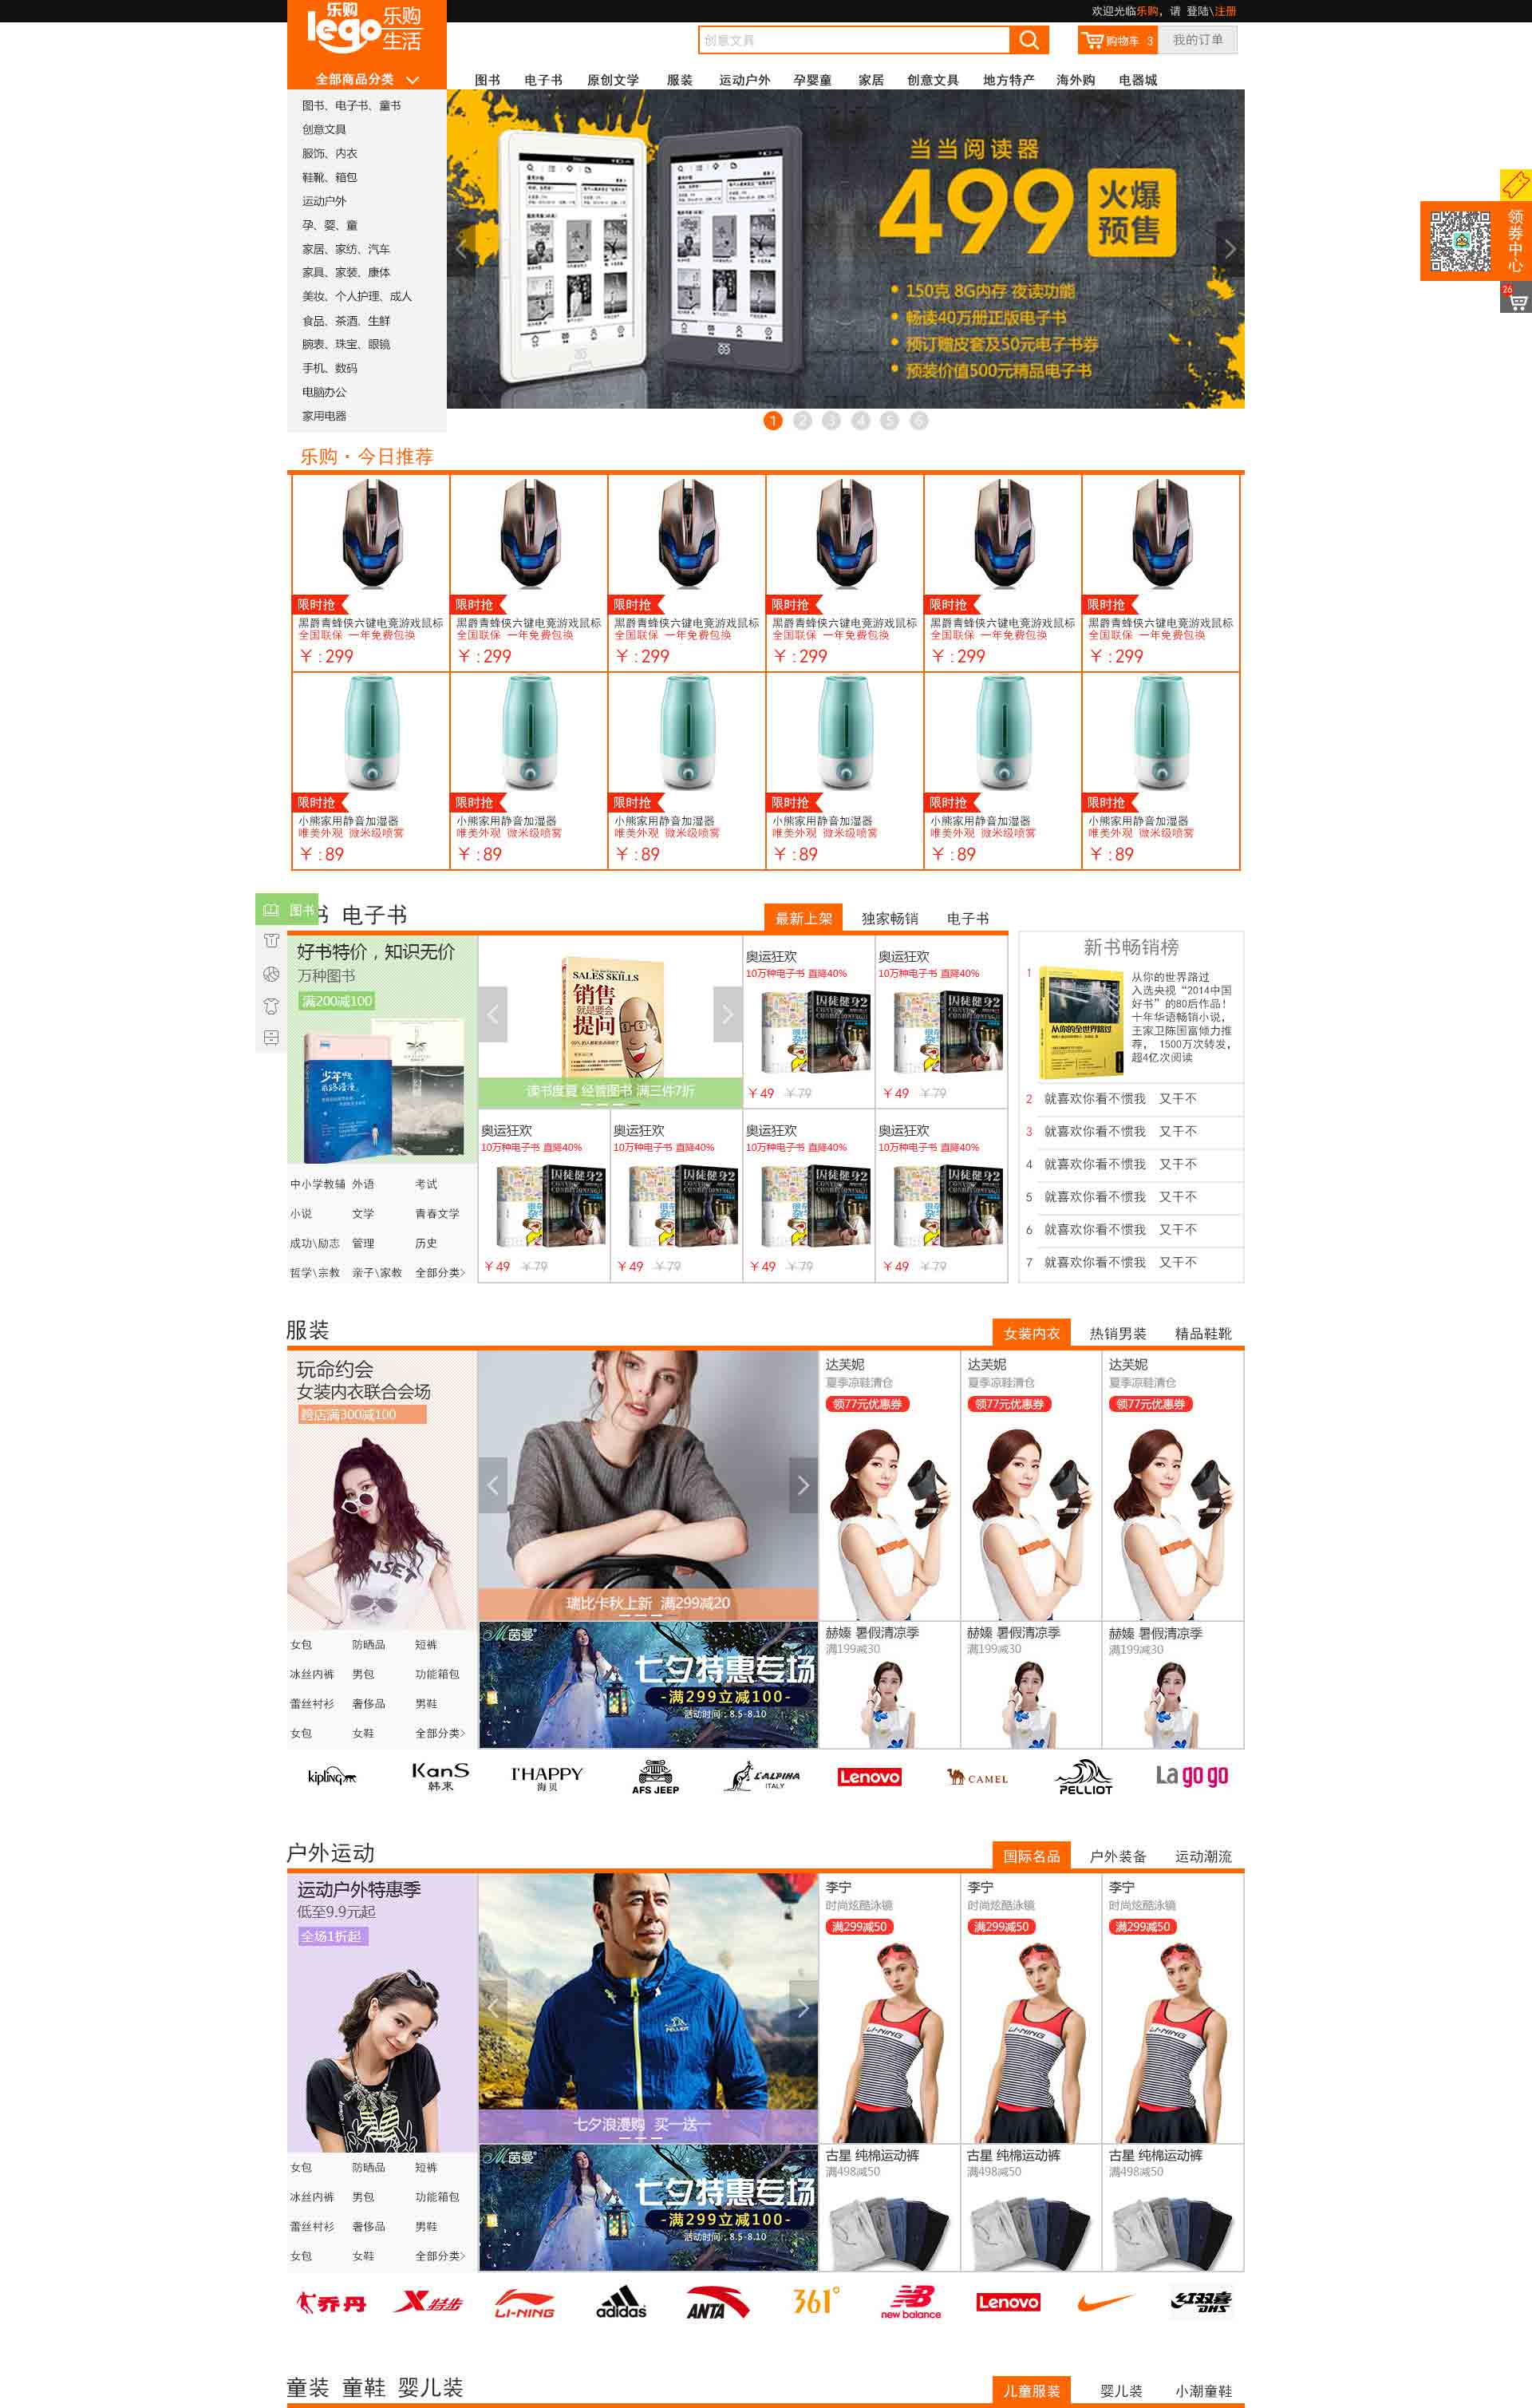 欢迎光临乐购，请 登陆\注册
乐购
lego
乐购
生活
创意文具
购物车 3
我的订单
全部商品分类
图书 电子书 原创文学 服装 运动户外 孕婴童 家居 创意文具 地方特产 海外购 电器城
图书、电子书、童书
创意文具
服饰、内衣
鞋靴、箱包
运动户外
孕、婴、童
家居、家纺、汽车
家具、家装、康体
美妆、个人护理、成人
食品、茶酒、生鲜
腕表、珠宝、眼镜
手机、数码
电脑办公
家用电器
当当阅读器
499
火爆
预售
150克 8G内存 夜读功能
畅读40万册正版电子书
预订赠皮套及50元电子书券
预装价值500元精品电子书
1 2 3 4 5 6
领券中心
26
乐购·今日推荐
限时抢 限时抢 限时抢 限时抢 限时抢 限时抢
黑爵青蜂侠六键电竞游戏鼠标 黑爵青蜂侠六键电竞游戏鼠标 黑爵青蜂侠六键电竞游戏鼠标 黑爵青蜂侠六键电竞游戏鼠标 黑爵青蜂侠六键电竞游戏鼠标 黑爵青蜂侠六键电竞游戏鼠标
全国联保 一年免费包换 全国联保 一年免费包换 全国联保 一年免费包换 全国联保 一年免费包换 全国联保 一年免费包换 全国联保 一年免费包换
￥:299 ￥:299 ￥:299 ￥:299 ￥:299 ￥:299
限时抢 限时抢 限时抢 限时抢 限时抢 限时抢
小熊家用静音加湿器 小熊家用静音加湿器 小熊家用静音加湿器 小熊家用静音加湿器 小熊家用静音加湿器 小熊家用静音加湿器
唯美外观 微米级喷雾 唯美外观 微米级喷雾 唯美外观 微米级喷雾 唯美外观 微米级喷雾 唯美外观 微米级喷雾 唯美外观 微米级喷雾
￥:89 ￥:89 ￥:89 ￥:89 ￥:89 ￥:89
图书
书 电子书
最新上架 独家畅销 电子书
好书特价，知识无价
万种图书
满200减100
SALES SKILLS
销售
就是要会
提问
读书度夏 经管图书 满三件7折
奥运狂欢 奥运狂欢
10万种电子书 直降40% 10万种电子书 直降40%
囚徒健身2 囚徒健身2
￥49 ￥79 ￥49 ￥79
奥运狂欢 奥运狂欢 奥运狂欢 奥运狂欢
10万种电子书 直降40% 10万种电子书 直降40% 10万种电子书 直降40% 10万种电子书 直降40%
囚徒健身2 囚徒健身2 囚徒健身2 囚徒健身2
￥49 ￥79 ￥49 ￥79 ￥49 ￥79 ￥49 ￥79
中小学教辅 外语 考试
小说 文学 青春文学
成功\励志 管理 历史
哲学\宗教 亲子\家教 全部分类>
新书畅销榜
1
从你的全世界路过
从你的世界路过
入选央视“2014中国
好书”的80后作品！
十年华语畅销小说，
王家卫陈国富倾力推
荐， 1500万次转发，
超4亿次阅读
2 就喜欢你看不惯我 又干不
3 就喜欢你看不惯我 又干不
4 就喜欢你看不惯我 又干不
5 就喜欢你看不惯我 又干不
6 就喜欢你看不惯我 又干不
7 就喜欢你看不惯我 又干不
服装
女装内衣 热销男装 精品鞋靴
玩命约会
女装内衣联合会场
跨店满300减100
瑞比卡秋上新 满299减20
达芙妮 达芙妮 达芙妮
夏季凉鞋清仓 夏季凉鞋清仓 夏季凉鞋清仓
领77元优惠券 领77元优惠券 领77元优惠券
女包 防晒品 短裤
冰丝内裤 男包 功能箱包
蕾丝衬衫 奢侈品 男鞋
女包 女鞋 全部分类>
茵曼
七夕特惠专场
-满299立减100-
活动时间：8.5-8.10
赫嫀 暑假清凉季 赫嫀 暑假清凉季 赫嫀 暑假清凉季
满199减30 满199减30 满199减30
kipling KanS 韩束 I'HAPPY 海贝 AFS JEEP L'ALPINA ITALY Lenovo CAMEL PELLIOT La go go
户外运动
国际名品 户外装备 运动潮流
运动户外特惠季
低至9.9元起
全场1折起
PELLIOT
七夕浪漫购 买一送一
李宁 李宁 李宁
时尚炫酷泳镜 时尚炫酷泳镜 时尚炫酷泳镜
满299减50 满299减50 满299减50
LI-NING LI-NING LI-NING
女包 防晒品 短裤
冰丝内裤 男包 功能箱包
蕾丝衬衫 奢侈品 男鞋
女包 女鞋 全部分类>
茵曼
七夕特惠专场
-满299立减100-
活动时间：8.5-8.10
古星 纯棉运动裤 古星 纯棉运动裤 古星 纯棉运动裤
满498减50 满498减50 满498减50
乔丹 特步 LI-NING adidas ANTA 361° new balance Lenovo 红双喜 DHS
童装 童鞋 婴儿装
儿童服装 婴儿装 小潮童鞋